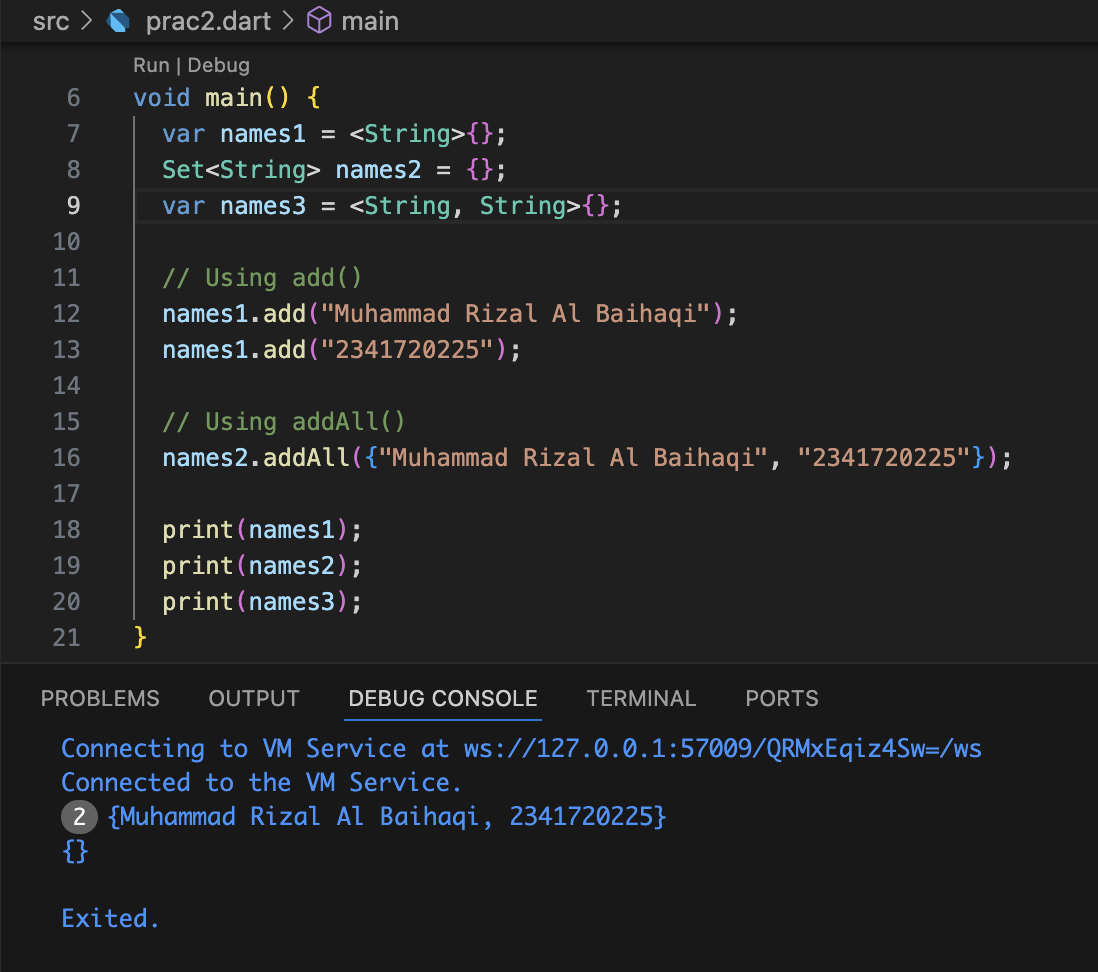 src > prac2.dart > main
Run | Debug
6 void main() {
7 var names1 = <String>{};
8 Set<String> names2 = {};
9 var names3 = <String, String>{};
10
11 // Using add()
12 names1.add("Muhammad Rizal Al Baihaqi");
13 names1.add("2341720225");
14
15 // Using addAll()
16 names2.addAll({"Muhammad Rizal Al Baihaqi", "2341720225"});
17
18 print(names1);
19 print(names2);
20 print(names3);
21 }
PROBLEMS OUTPUT DEBUG CONSOLE TERMINAL PORTS
Connecting to VM Service at ws://127.0.0.1:57009/QRMxEqiz4Sw=/ws
Connected to the VM Service.
2 {Muhammad Rizal Al Baihaqi, 2341720225}
{}
Exited.